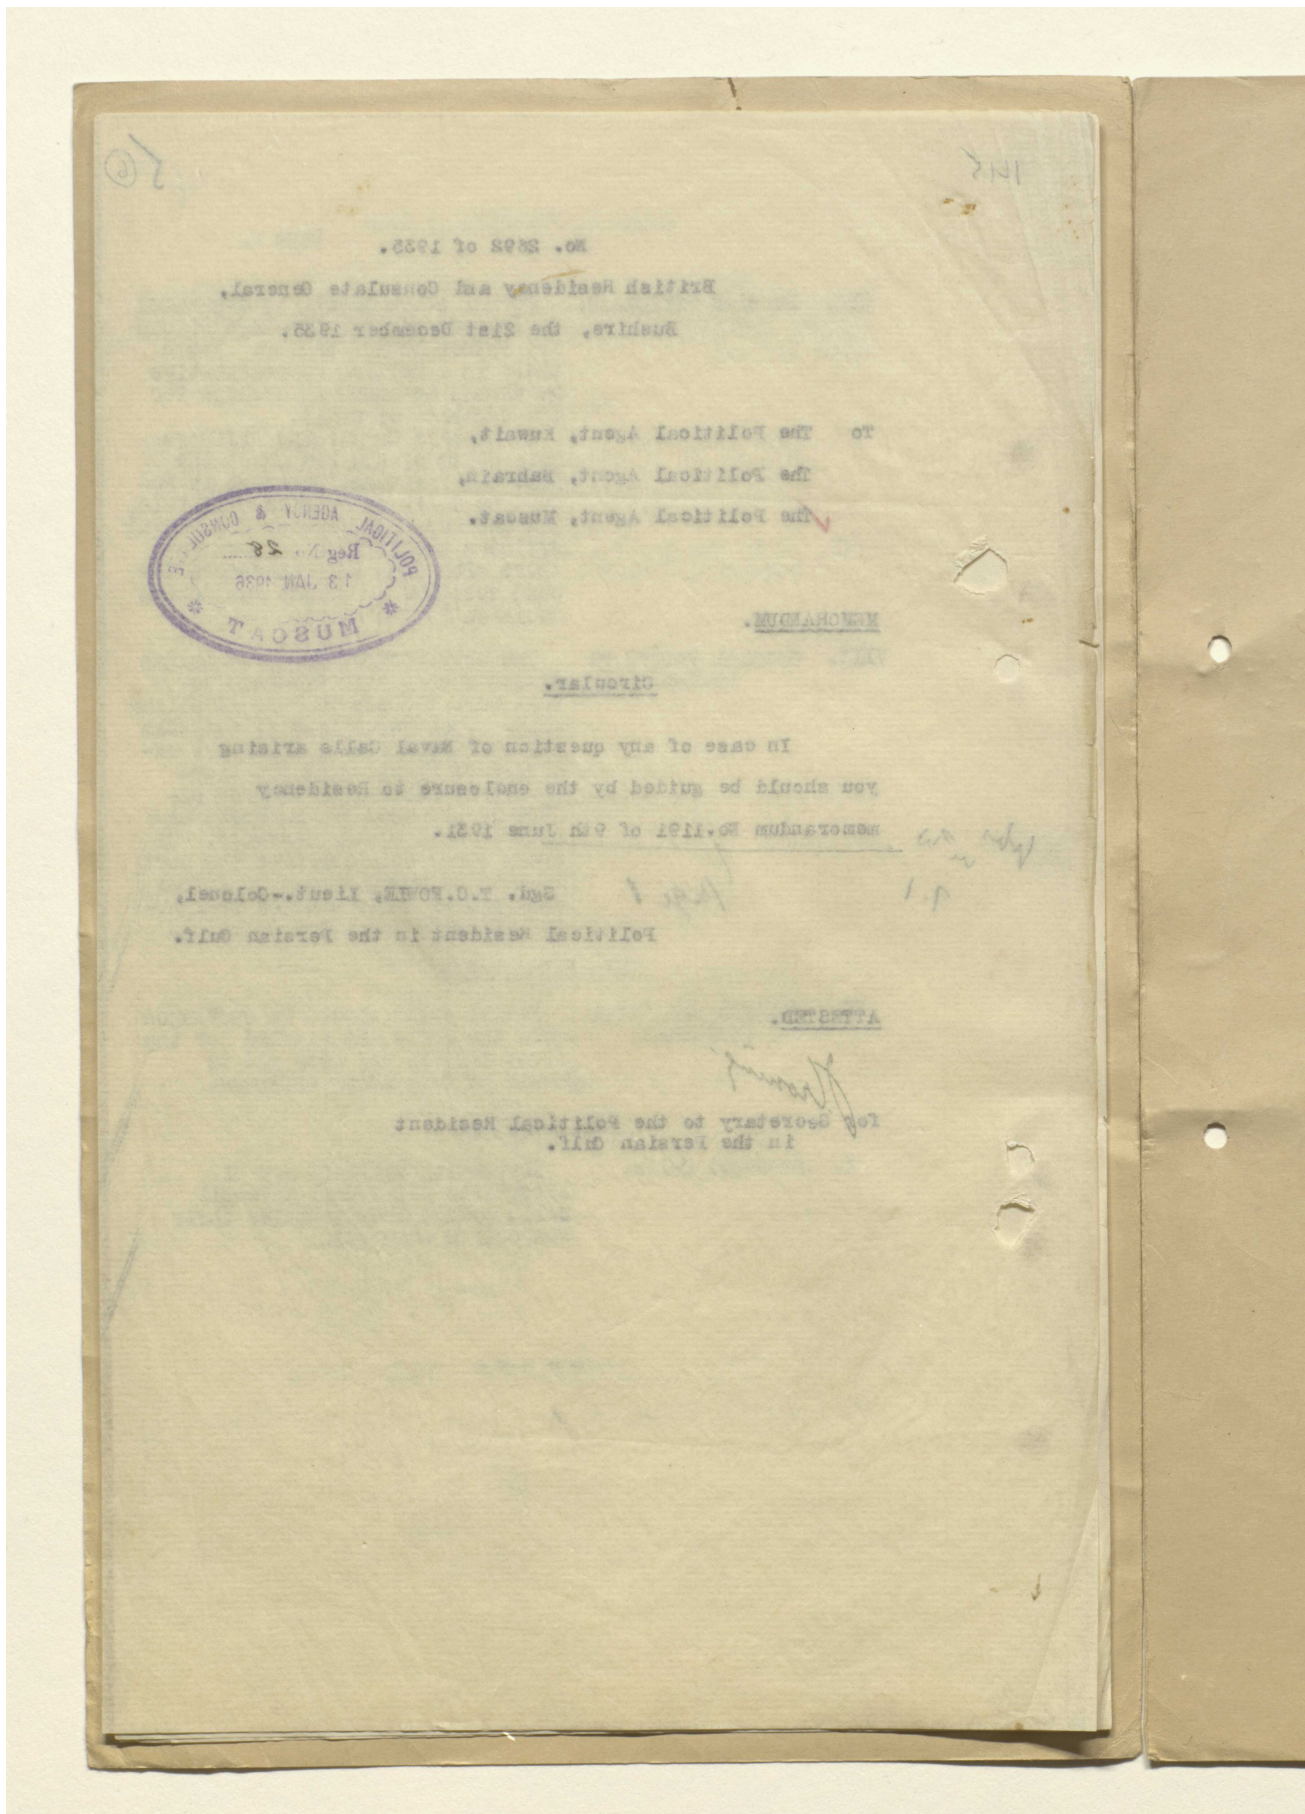 No. 2692 of 1935.
British Residency and Consulate General,
Bushire, the 21st December 1935.
To The Political Agent, Kuwait,
The Political Agent, Bahrain,
The Political Agent, Muscat.
POLITICAL AGENCY & CONSULATE
Reg No. 28
13 JAN 1936
MUSCAT
MEMORANDUM.
Circular.
In case of any question of Naval Calls arising
you should be guided by the enclosure to Residency
memorandum No.1191 of 9th June 1931.
page 1
Sgd. T.C.FOWLE, Lieut.-Colonel,
Political Resident in the Persian Gulf.
ATTESTED.
for Secretary to the Political Resident
in the Persian Gulf.